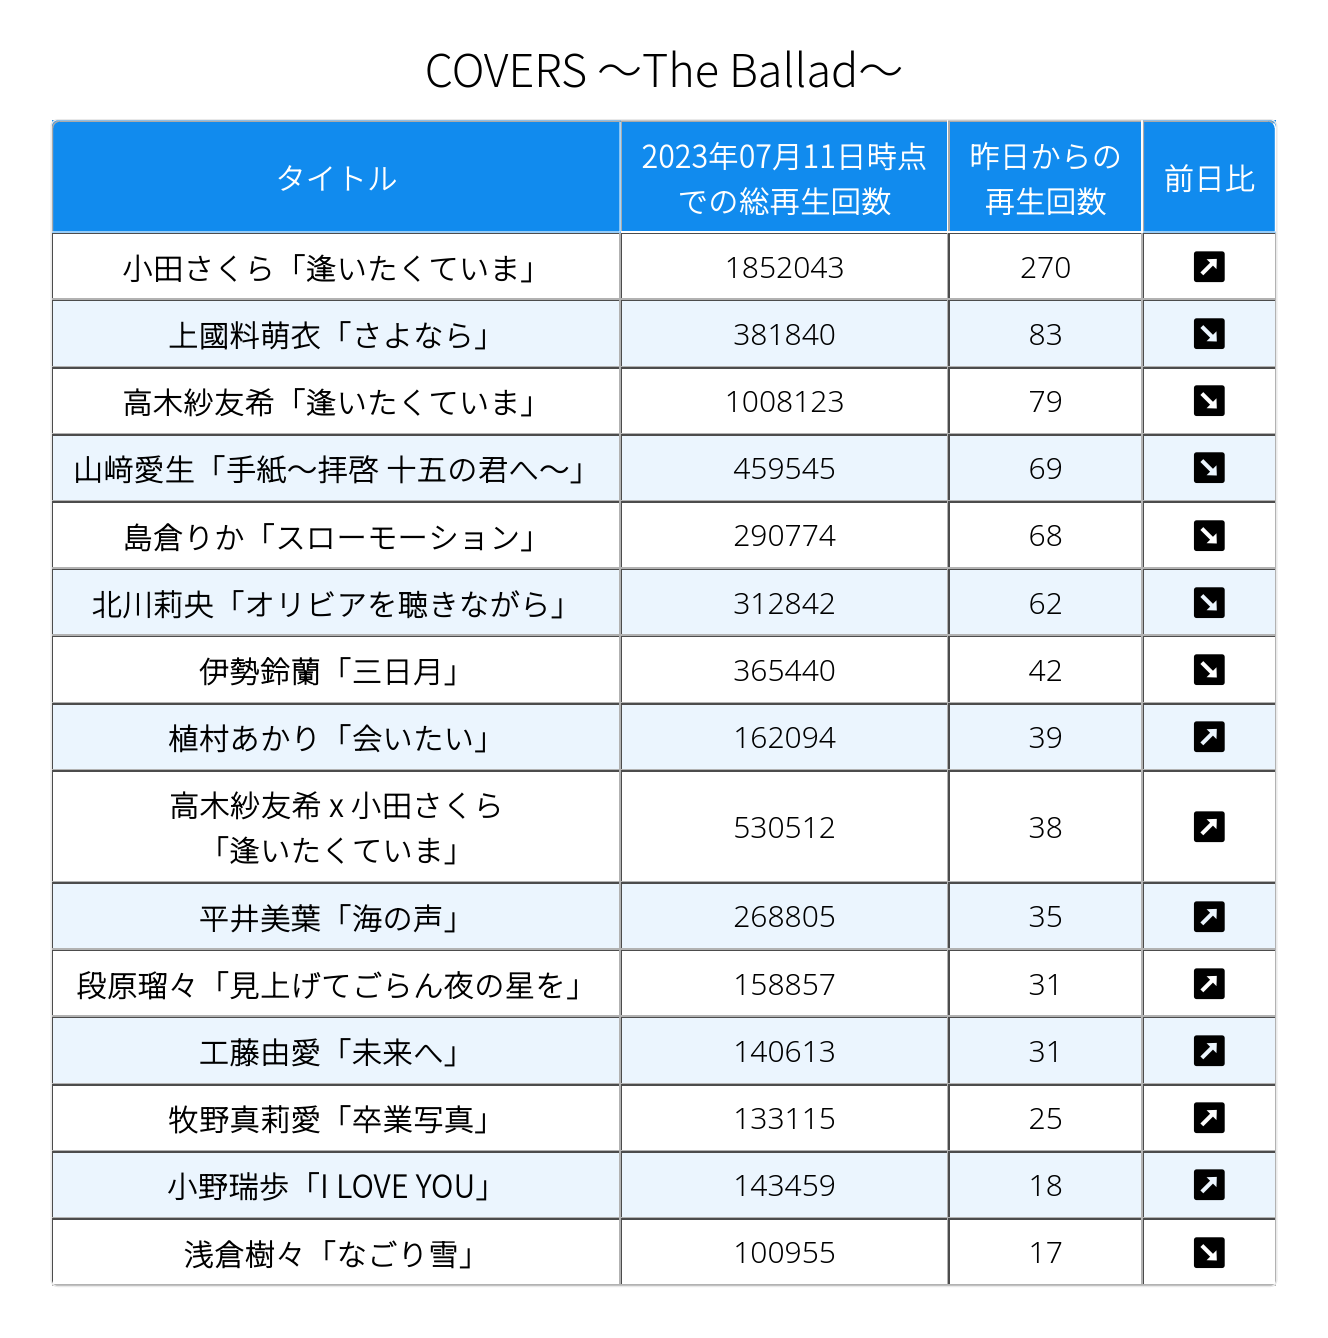 COVERS ～The Ballad～
タイトル
2023年07月11日時点
での総再生回数
昨日からの
再生回数
前日比
小田さくら「逢いたくていま」 1852043 270 ↗
上國料萌衣「さよなら」 381840 83 ↘
高木紗友希「逢いたくていま」 1008123 79 ↘
山﨑愛生「手紙～拝啓 十五の君へ～」 459545 69 ↘
島倉りか「スローモーション」 290774 68 ↘
北川莉央「オリビアを聴きながら」 312842 62 ↘
伊勢鈴蘭「三日月」 365440 42 ↘
植村あかり「会いたい」 162094 39 ↗
高木紗友希 x 小田さくら
「逢いたくていま」 530512 38 ↗
平井美葉「海の声」 268805 35 ↗
段原瑠々「見上げてごらん夜の星を」 158857 31 ↗
工藤由愛「未来へ」 140613 31 ↗
牧野真莉愛「卒業写真」 133115 25 ↗
小野瑞歩「I LOVE YOU」 143459 18 ↗
浅倉樹々「なごり雪」 100955 17 ↘